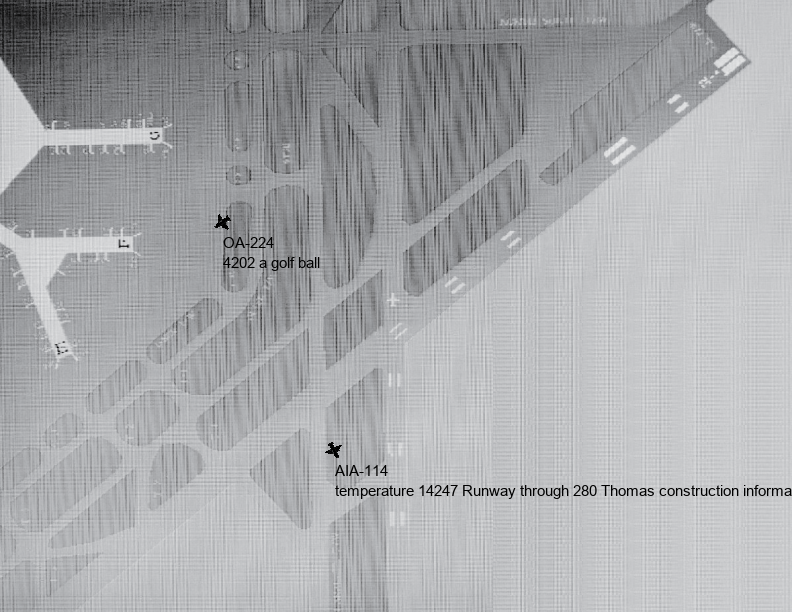 G
F
OA-224
4202 a golf ball
AIA-114
temperature 14247 Runway through 280 Thomas construction informa